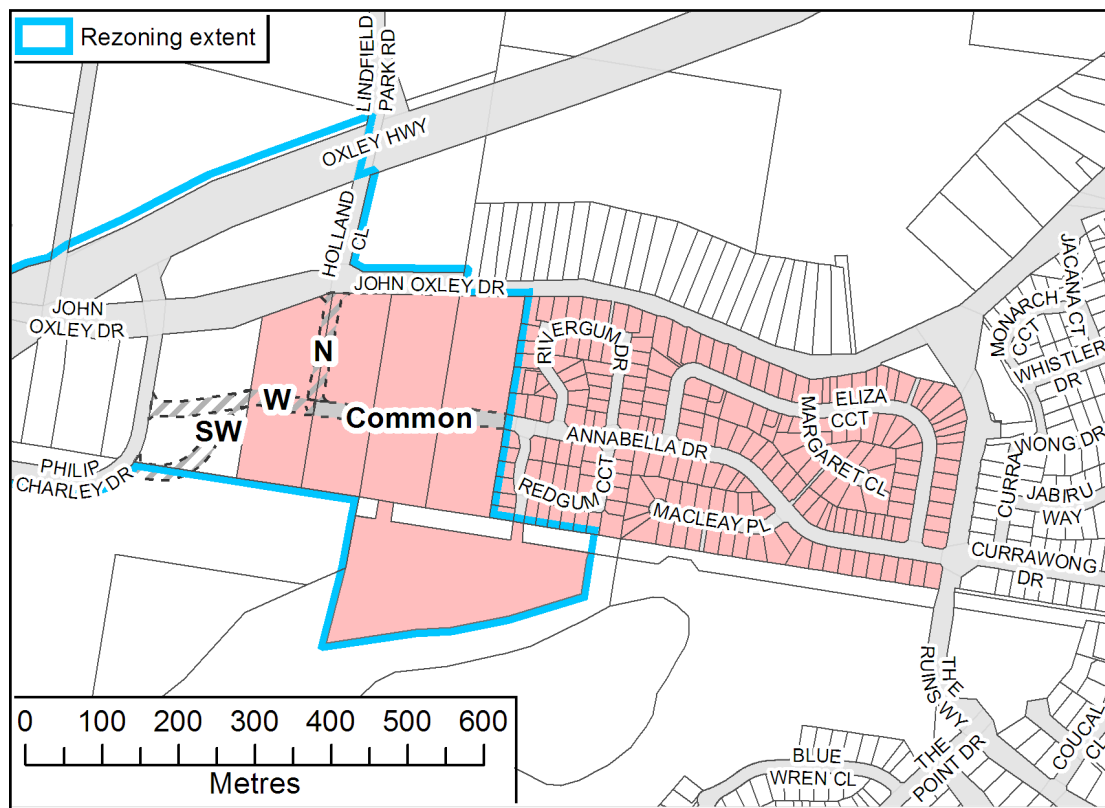 Rezoning extent
LINDFIELD
PARK RD
OXLEY HWY
HOLLAND
CL
JOHN OXLEY DR
JOHN
OXLEY DR
N
W
Common
SW
PHILIP
CHARLEY DR
RIVERGUM DR
ANNABELLA DR
REDGUM CCT
ELIZA
CCT
MARGARET CL
MACLEAY PL
MONARCH
CCT
JACANA CT
WHISTLER
DR
CURRAWONG DR
JABIRU
WAY
CURRAWONG
DR
THE
RUINS WY
THE
POINT DR
COUCAL
CL
BLUE
WREN CL
0 100 200 300 400 500 600
Metres